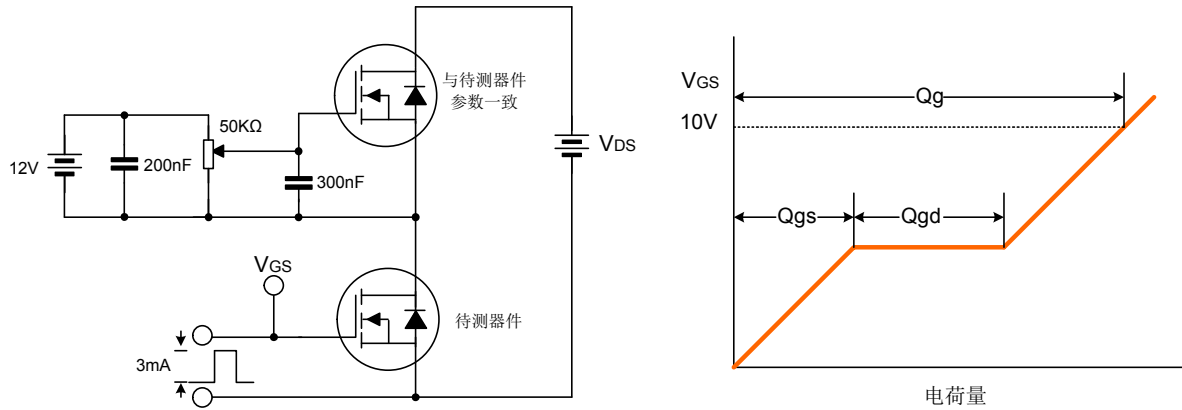 与待测器件
参数一致
50KΩ
12V
200nF
300nF
VDS
VGS
待测器件
3mA
VGS
10V
Qg
Qgs
Qgd
电荷量